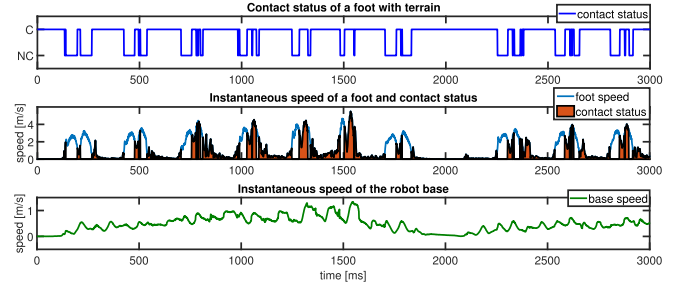 Contact status of a foot with terrain
contact status
C
NC
0 500 1000 1500 2000 2500 3000
Instantaneous speed of a foot and contact status
foot speed
contact status
speed [m/s]
4
2
0
0 500 1000 1500 2000 2500 3000
Instantaneous speed of the robot base
base speed
speed [m/s]
1
0
0 500 1000 1500 2000 2500 3000
time [ms]